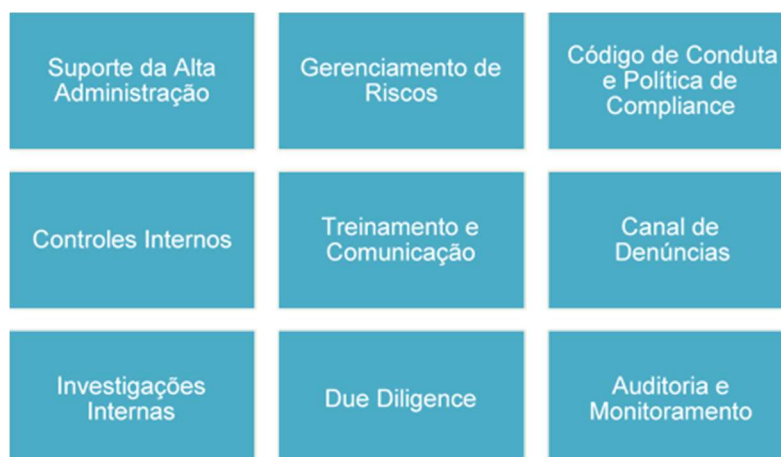 Suporte da Alta
Administração
Gerenciamento de
Riscos
Código de Conduta
e Política de
Compliance
Controles Internos
Treinamento e
Comunicação
Canal de
Denúncias
Investigações
Internas
Due Diligence
Auditoria e
Monitoramento